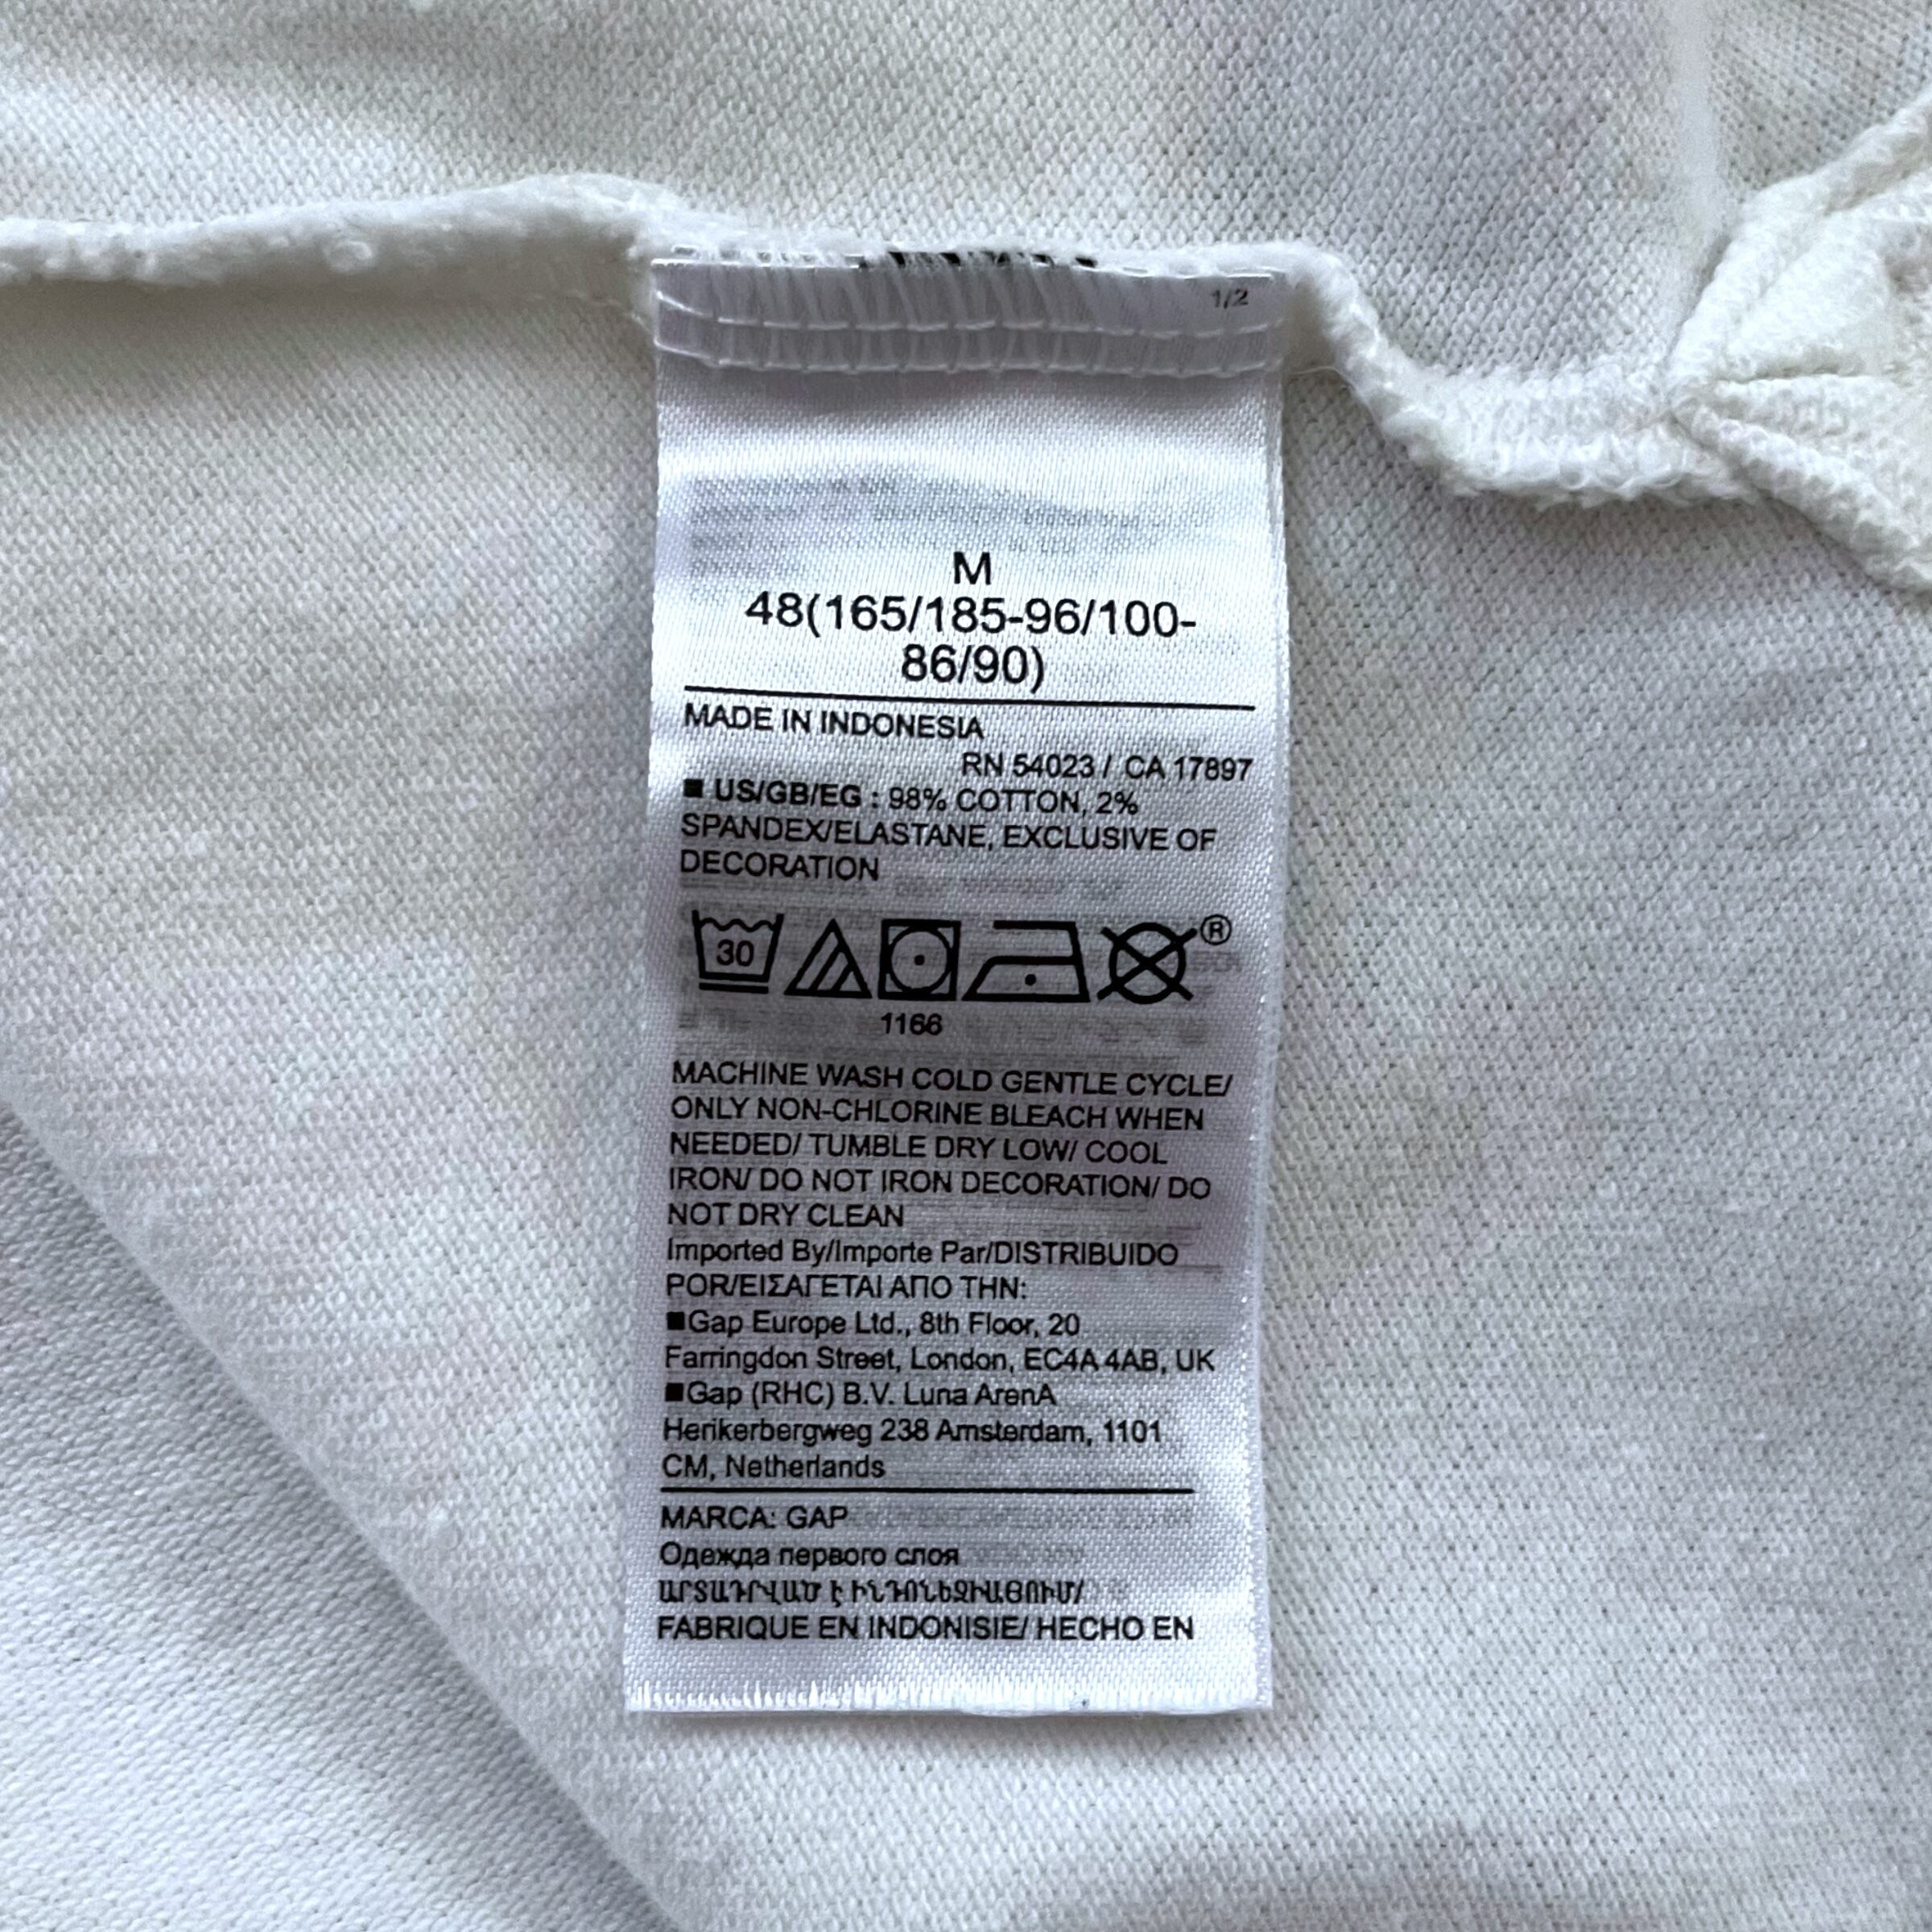 1/2
M
48(165/185-96/100-
86/90)
MADE IN INDONESIA
RN 54023 / CA 17897
■ US/GB/EG : 98% COTTON, 2%
SPANDEX/ELASTANE, EXCLUSIVE OF
DECORATION
30
®
1166
MACHINE WASH COLD GENTLE CYCLE/
ONLY NON-CHLORINE BLEACH WHEN
NEEDED/ TUMBLE DRY LOW/ COOL
IRON/ DO NOT IRON DECORATION/ DO
NOT DRY CLEAN
Imported By/Importe Par/DISTRIBUIDO
POR/ΕΙΣΑΓΕΤΑΙ ΑΠΟ ΤΗΝ:
■Gap Europe Ltd., 8th Floor, 20
Farringdon Street, London, EC4A 4AB, UK
■Gap (RHC) B.V. Luna ArenA
Herikerbergweg 238 Amsterdam, 1101
CM, Netherlands
MARCA: GAP
Одежда первого слоя
ԱՐՏԱԴՐՎԱԾ Է ԻՆԴՈՆԵԶԻԱՅՈՒՄ/
FABRIQUE EN INDONISIE/ HECHO EN